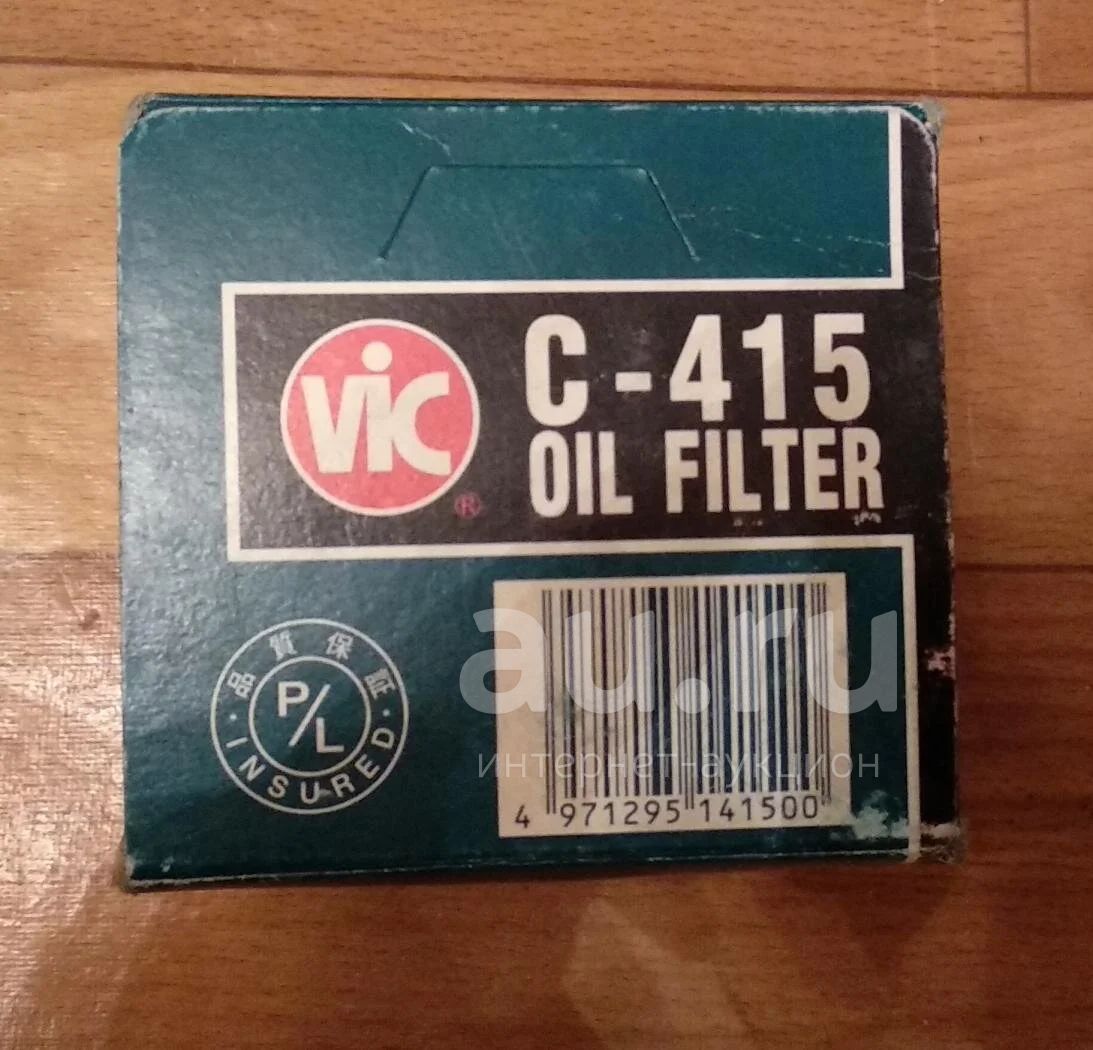 ViC ®
C-415
OIL FILTER
品質保証
P/L
·INSURED·
au.ru
интернет-аукцион
4 971295 141500